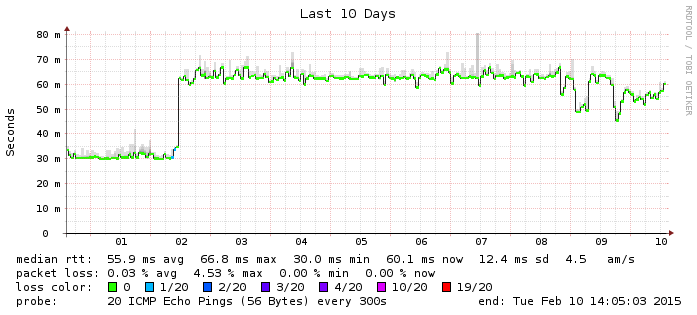 Last 10 Days
RRDTOOL / TOBI OETIKER
Seconds
80 m
70 m
60 m
50 m
40 m
30 m
20 m
10 m
0
01 02 03 04 05 06 07 08 09 10
median rtt: 55.9 ms avg 66.8 ms max 30.0 ms min 60.1 ms now 12.4 ms sd 4.5 am/s
packet loss: 0.03 % avg 4.53 % max 0.00 % min 0.00 % now
loss color: 0 1/20 2/20 3/20 4/20 10/20 19/20
probe: 20 ICMP Echo Pings (56 Bytes) every 300s end: Tue Feb 10 14:05:03 2015